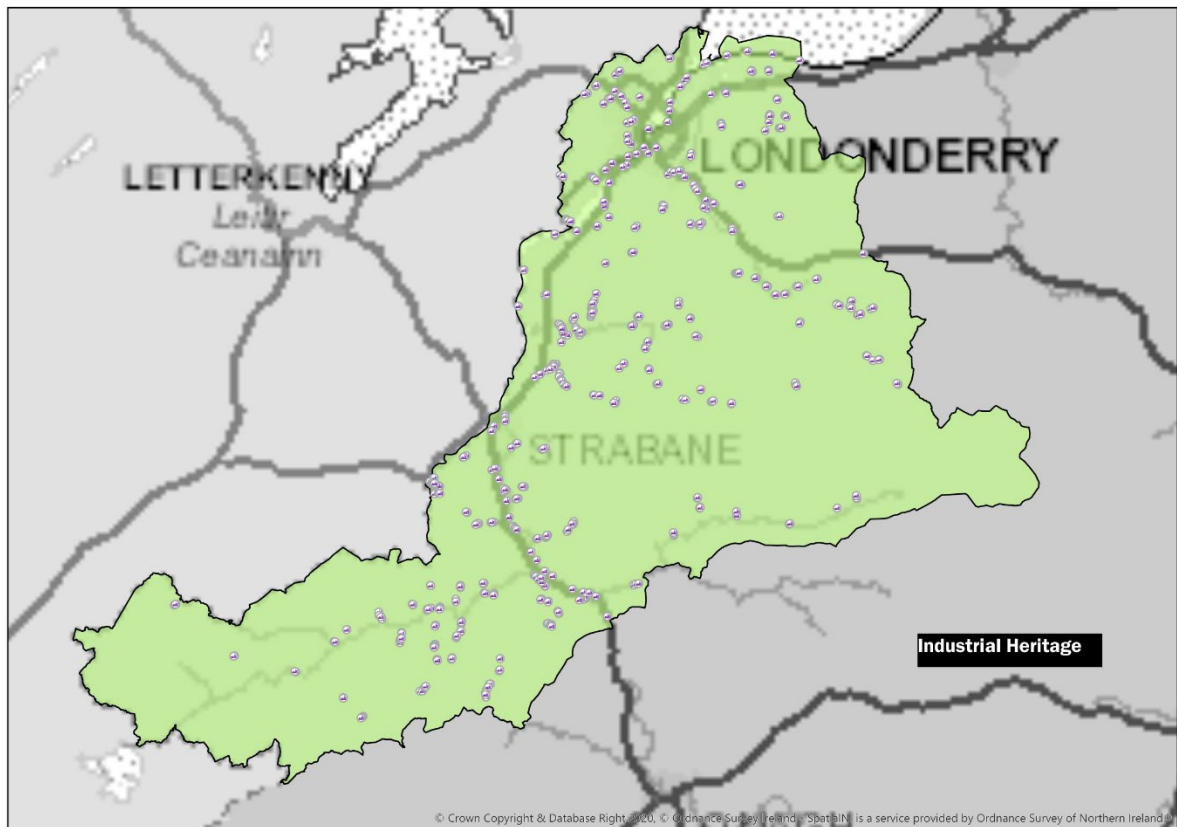 LONDONDERRY
LETTERKENNY
Leitir
Ceanainn
STRABANE
Industrial Heritage
© Crown Copyright & Database Right 2020, © Ordnance Survey Ireland - SpatialNI is a service provided by Ordnance Survey of Northern Ireland